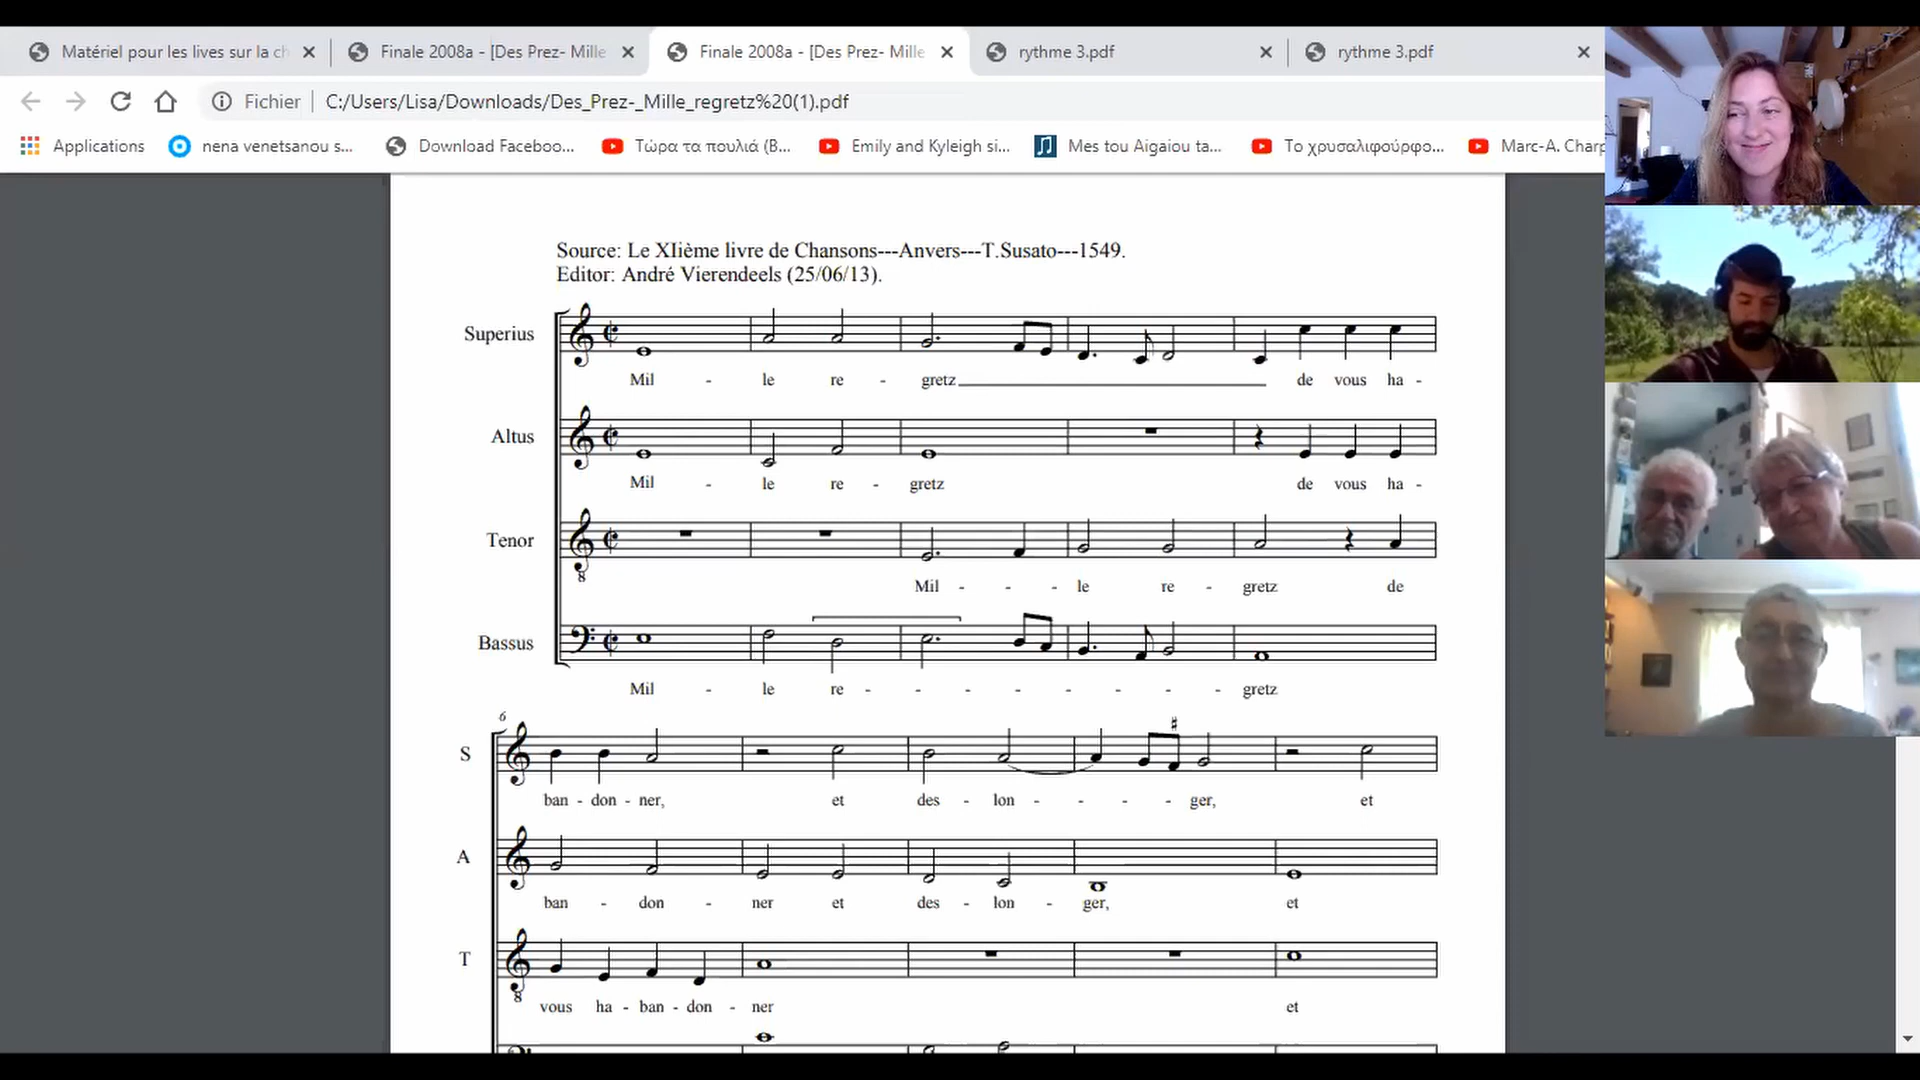 Matériel pour les lives sur la ch
Finale 2008a - [Des Prez- Mille
Finale 2008a - [Des Prez- Mille
rythme 3.pdf
rythme 3.pdf
Fichier
C:/Users/Lisa/Downloads/Des_Prez-_Mille_regretz%20(1).pdf
Applications
nena venetsanou s...
Download Faceboo...
Τώρα τα πουλιά (B...
Emily and Kyleigh si...
Mes tou Aigaiou ta...
Το χρυσαλιφούρφο...
Marc-A. Charp
Source: Le XIième livre de Chansons---Anvers---T.Susato---1549.
Editor: André Vierendeels (25/06/13).
Superius
Mil - le re - gretz de vous ha -
Altus
Mil - le re - gretz de vous ha -
Tenor
8
Mil - - - le re - gretz de
Bassus
Mil - le re - - - - - - - gretz
6
S
ban - don - ner, et des - lon - - - ger, et
A
ban - don - ner et des - lon - ger, et
T
8
vous ha - ban - don - ner et